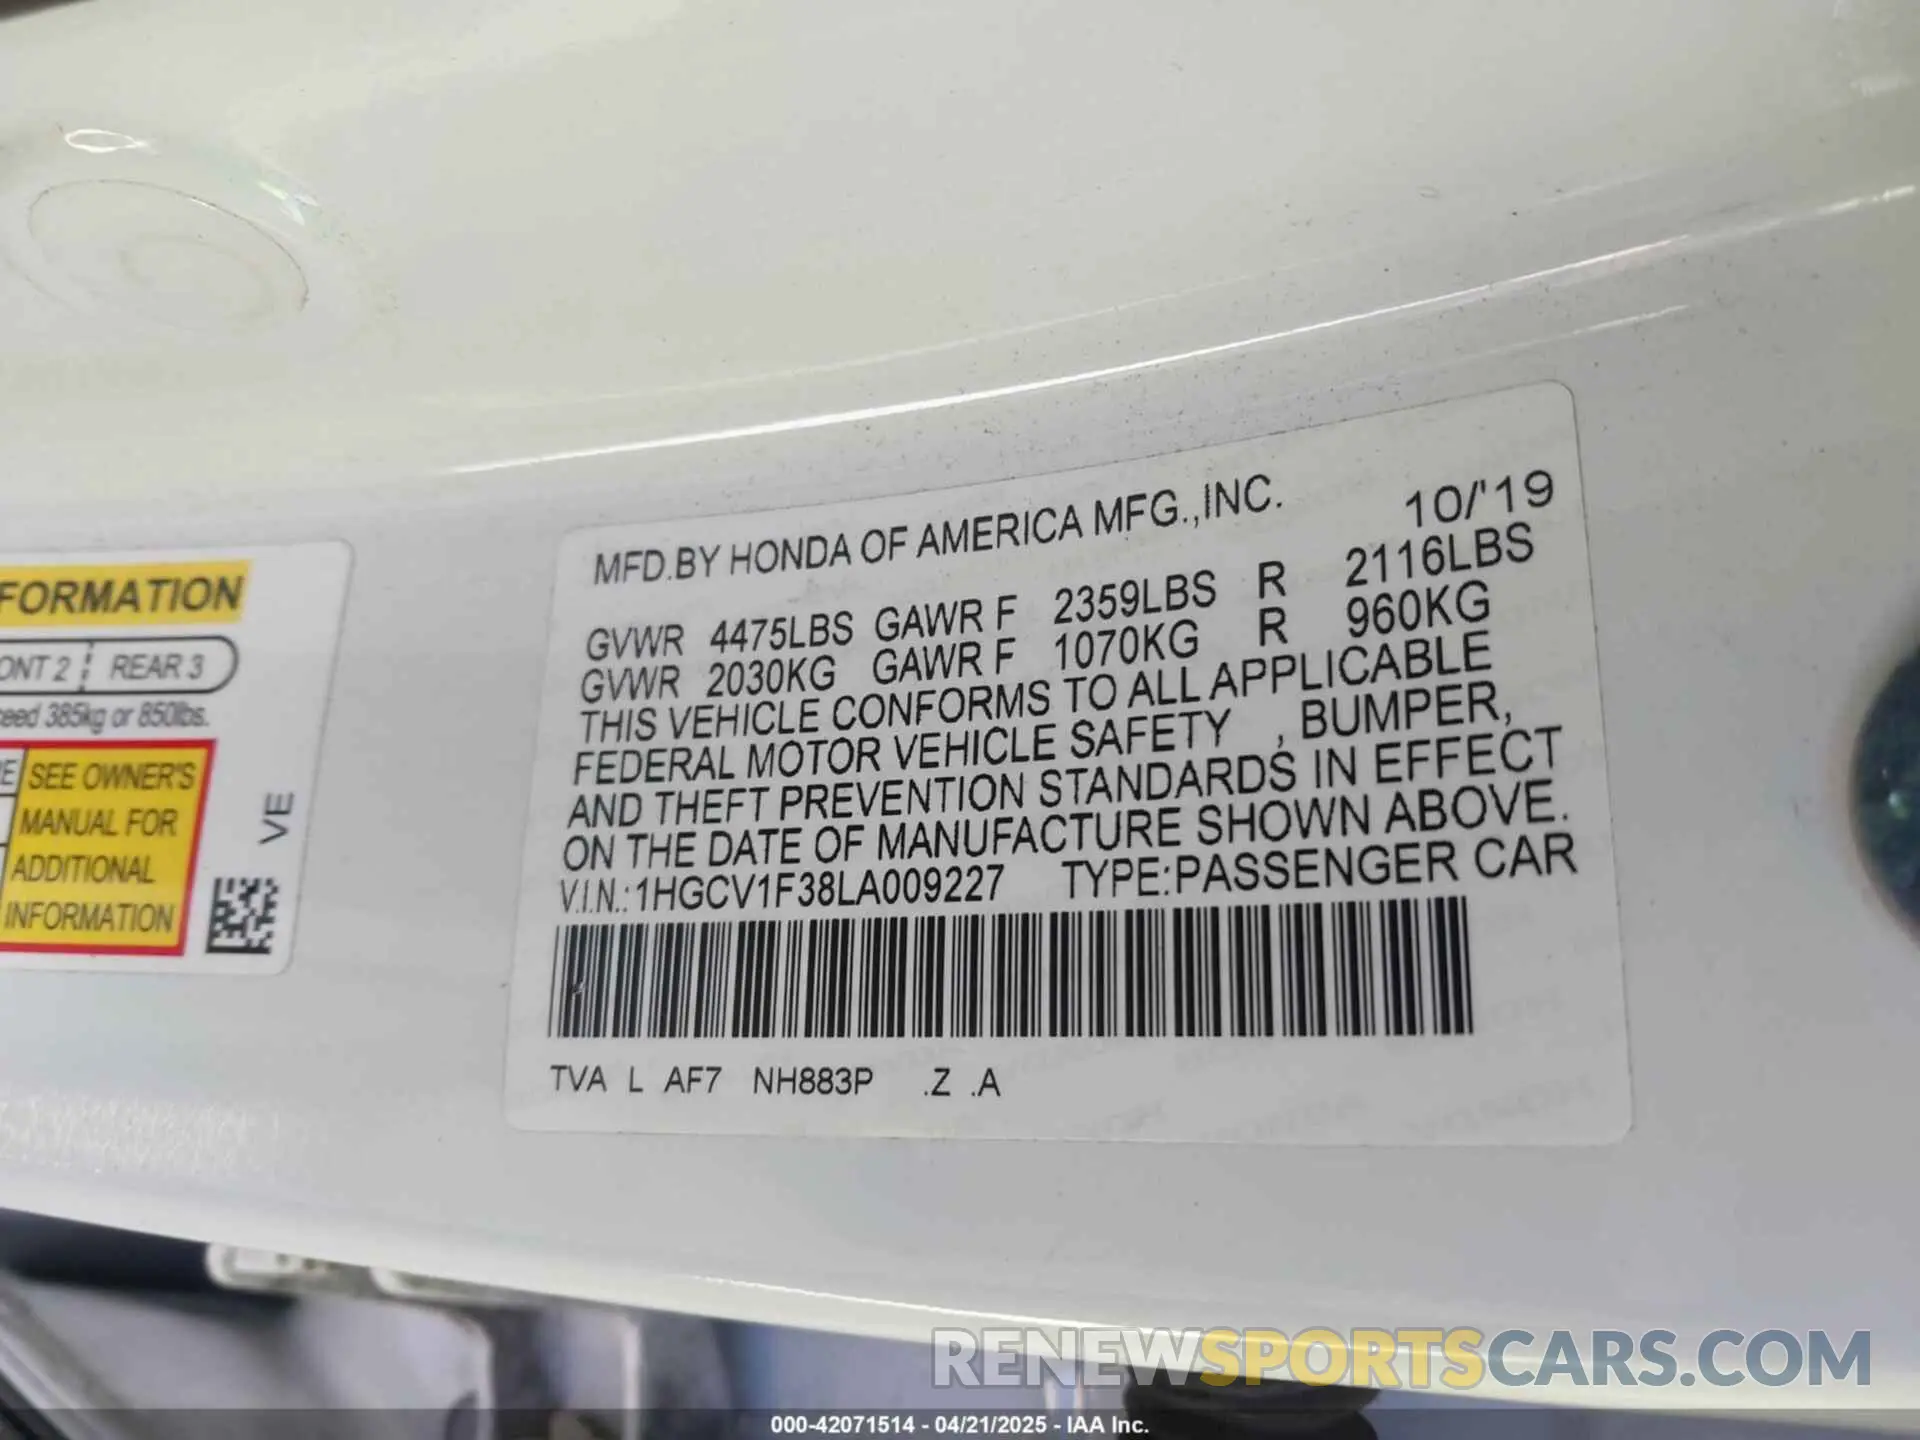 FORMATION
ONT 2 REAR 3
eed 385kg or 850lbs.
E SEE OWNER'S
MANUAL FOR
ADDITIONAL
INFORMATION
VE
MFD.BY HONDA OF AMERICA MFG.,INC. 10/'19
GVWR 4475LBS GAWR F 2359LBS R 2116LBS
GVWR 2030KG GAWR F 1070KG R 960KG
THIS VEHICLE CONFORMS TO ALL APPLICABLE
FEDERAL MOTOR VEHICLE SAFETY , BUMPER,
AND THEFT PREVENTION STANDARDS IN EFFECT
ON THE DATE OF MANUFACTURE SHOWN ABOVE.
V.I.N.: 1HGCV1F38LA009227 TYPE:PASSENGER CAR
TVA L AF7 NH883P .Z .A
RENEWSPORTSCARS.COM
000-42071514 - 04/21/2025 - IAA Inc.